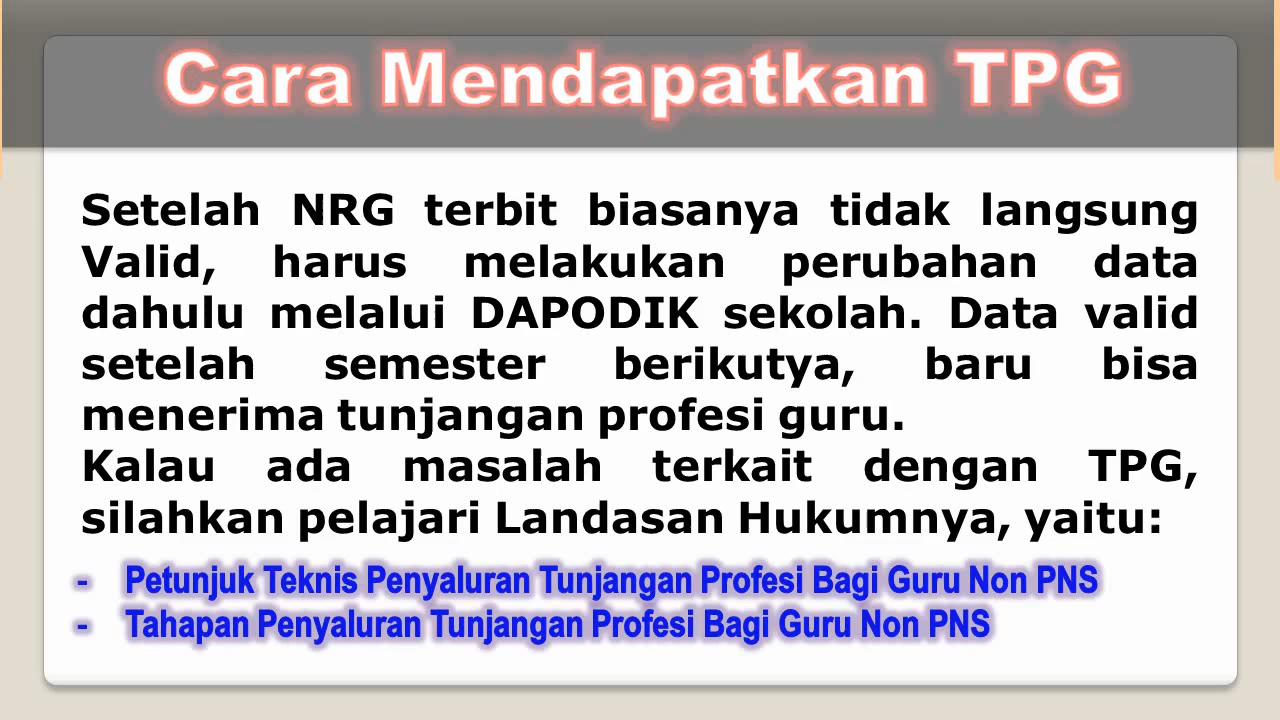 Cara Mendapatkan TPG
Setelah NRG terbit biasanya tidak langsung
Valid, harus melakukan perubahan data
dahulu melalui DAPODIK sekolah. Data valid
setelah semester berikutya, baru bisa
menerima tunjangan profesi guru.
Kalau ada masalah terkait dengan TPG,
silahkan pelajari Landasan Hukumnya, yaitu:
- Petunjuk Teknis Penyaluran Tunjangan Profesi Bagi Guru Non PNS
- Tahapan Penyaluran Tunjangan Profesi Bagi Guru Non PNS